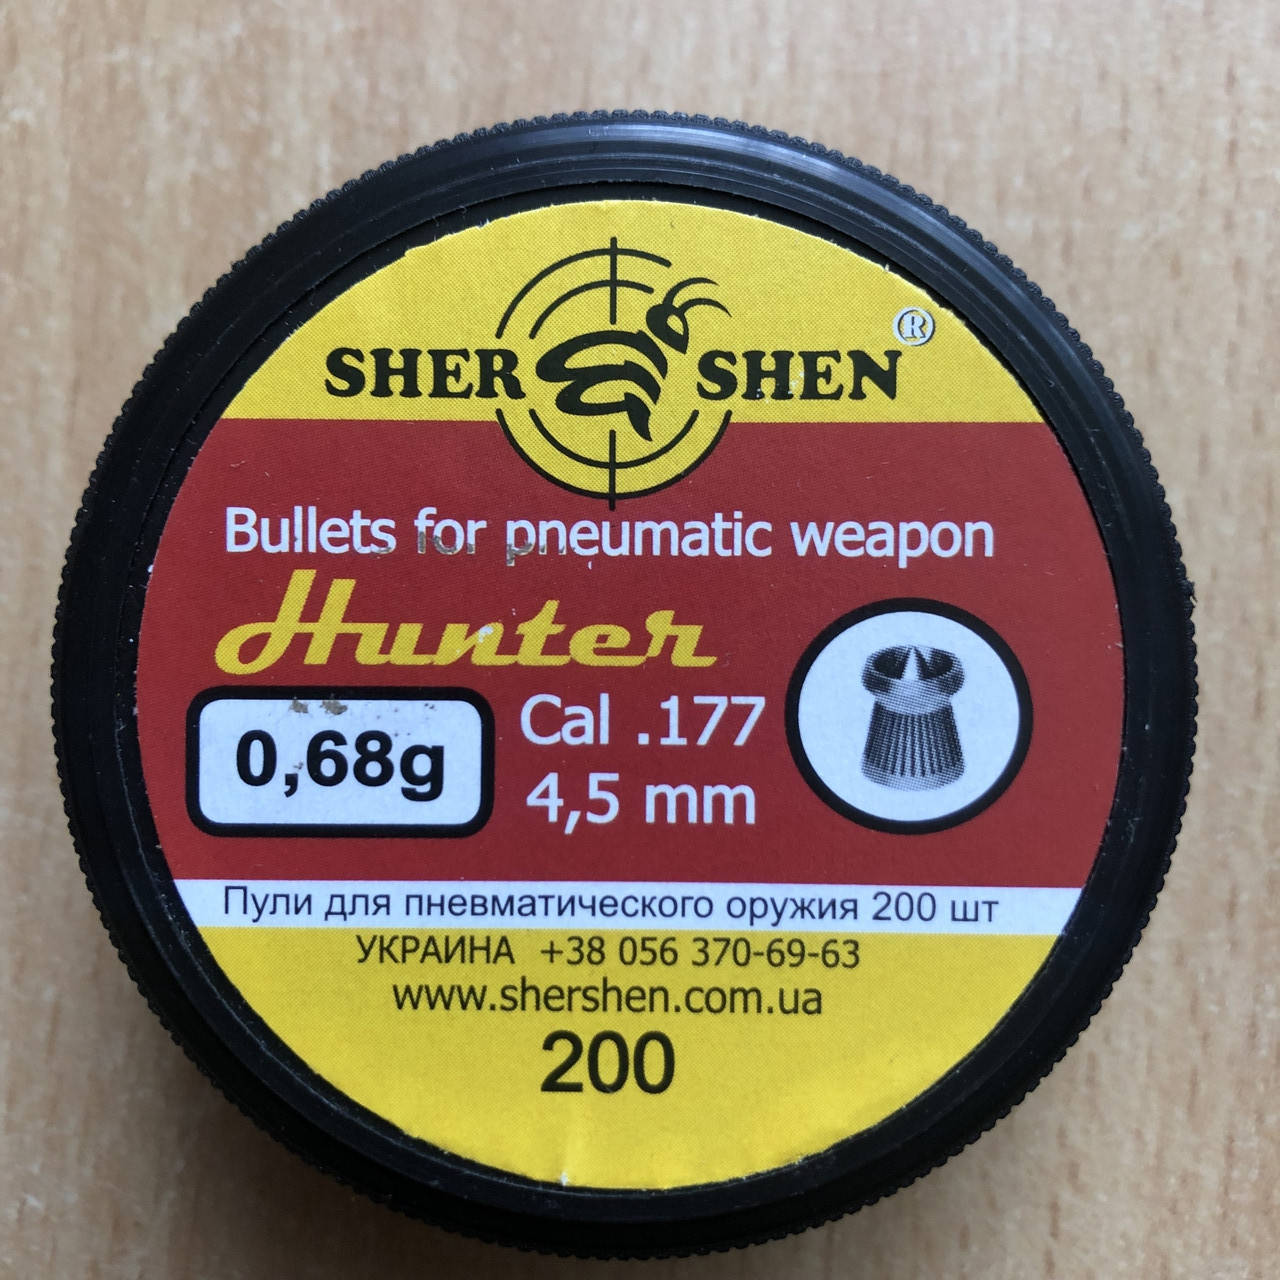 SHER SHEN ®
Bullets for pneumatic weapon
Hunter
0,68g
Cal .177
4,5 mm
Пули для пневматического оружия 200 шт
УКРАИНА +38 056 370-69-63
www.shershen.com.ua
200